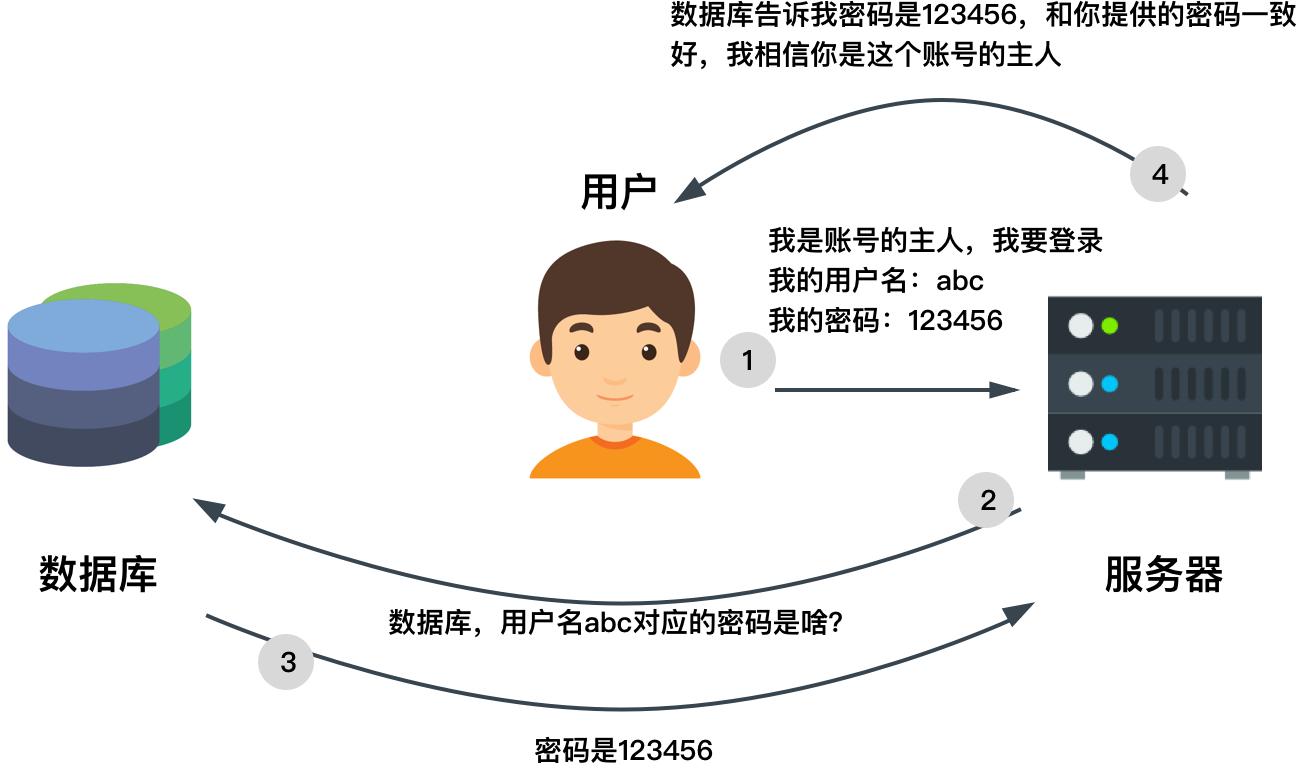 数据库告诉我密码是123456，和你提供的密码一致
好，我相信你是这个账号的主人
4
用户
我是账号的主人，我要登录
我的用户名：abc
我的密码：123456
1
2
数据库
服务器
数据库，用户名abc对应的密码是啥？
3
密码是123456